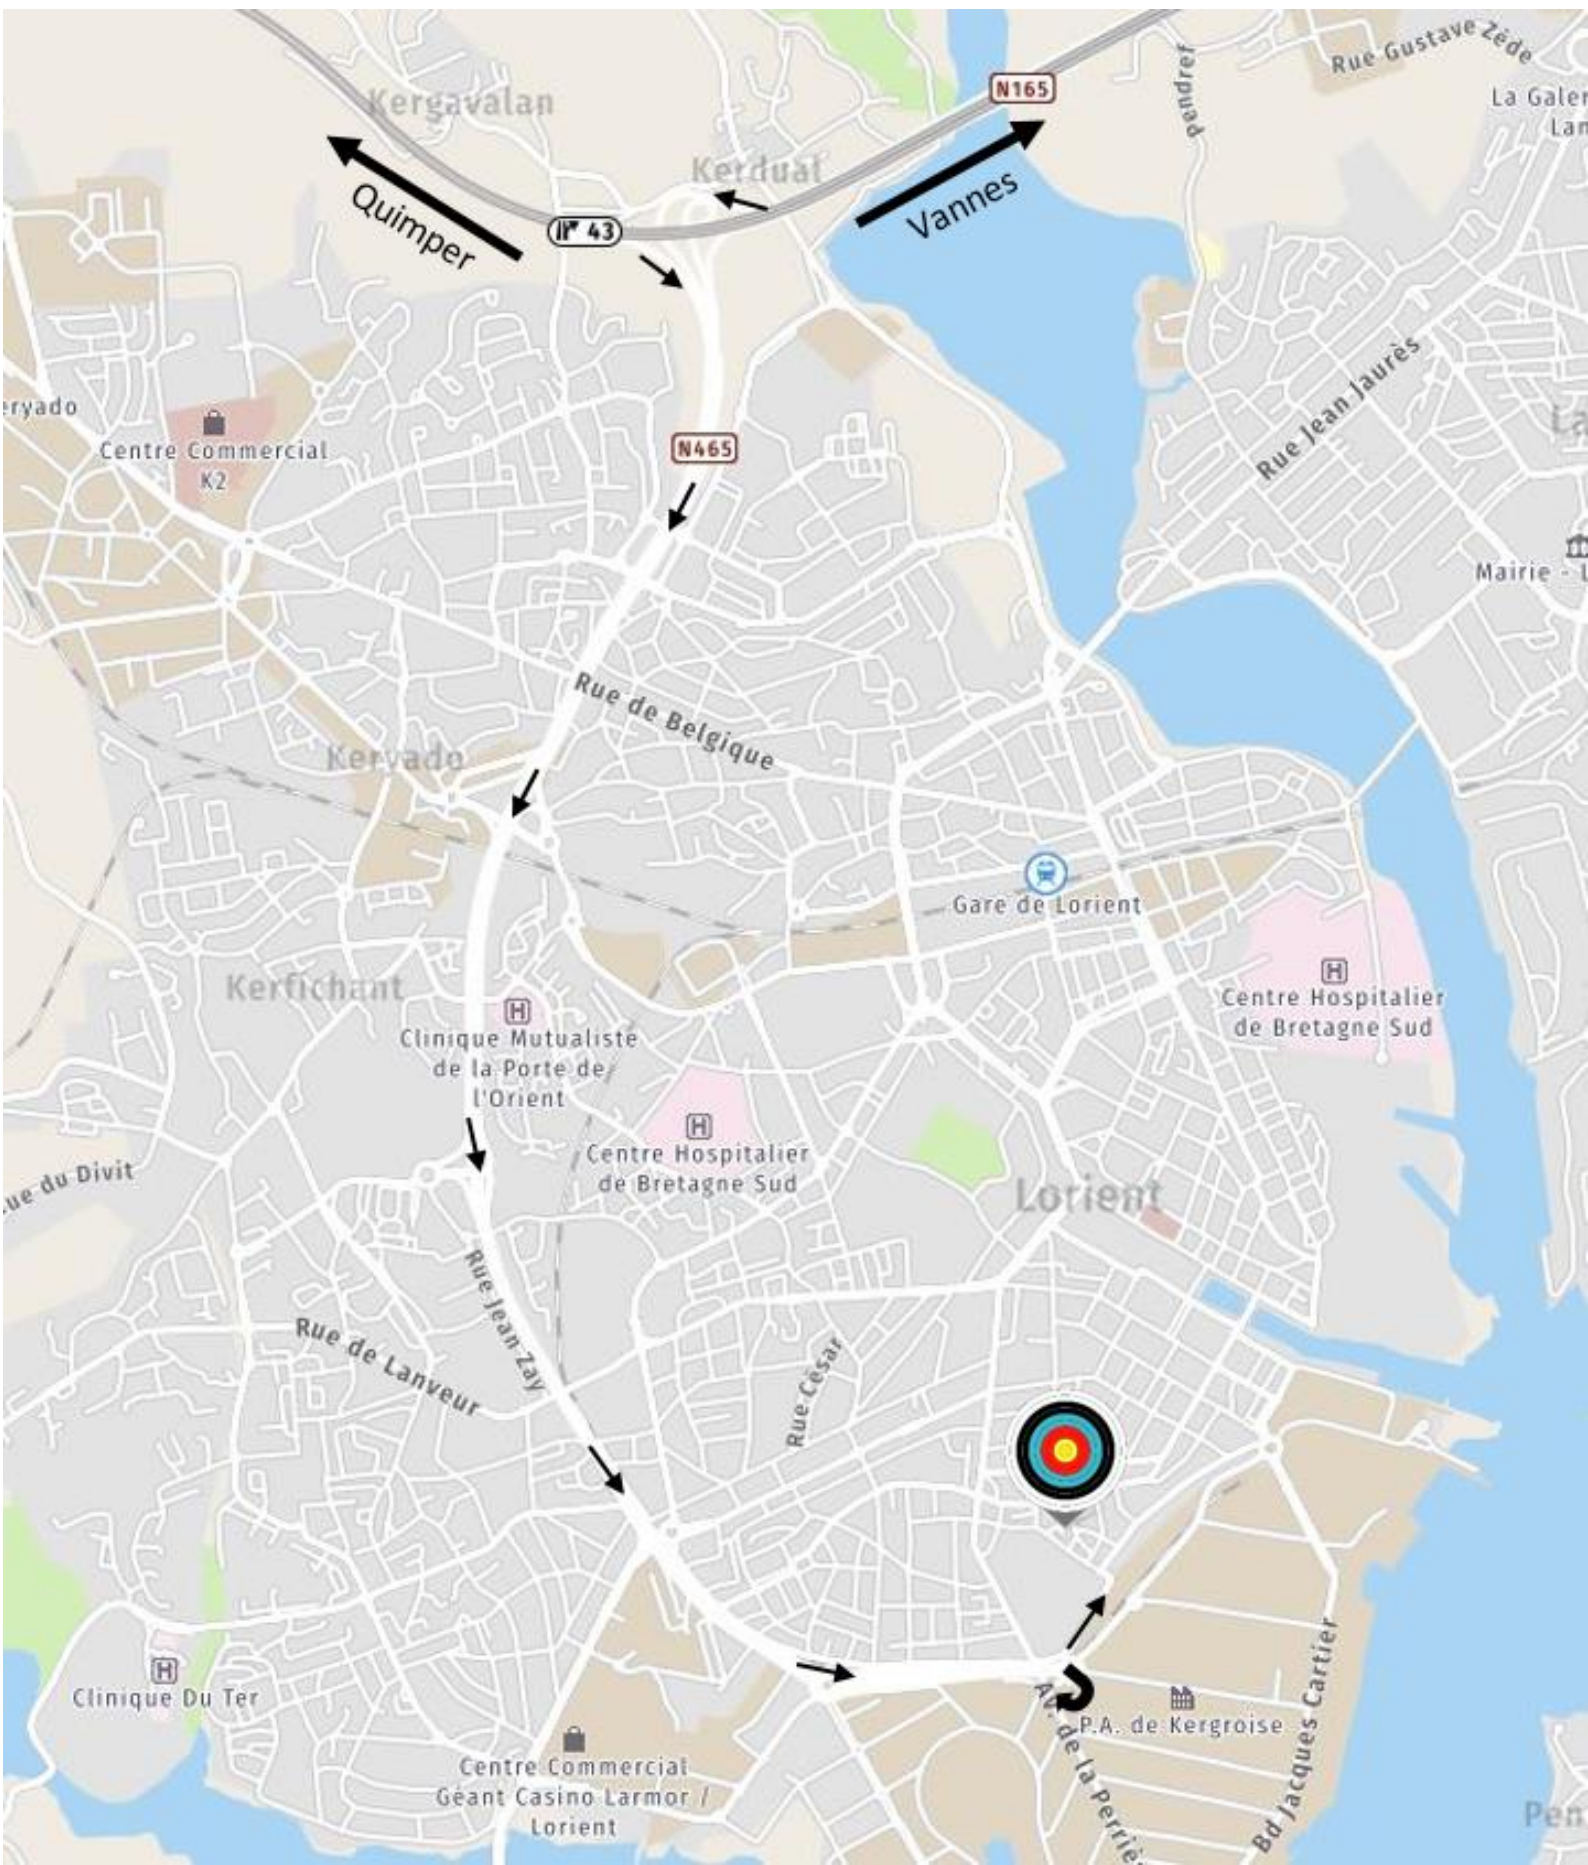 Rue Gustave Zédé
N165
La Galer
Lan
Kergavalan
Pendref
Kerdual
Quimper
Vannes
43
Rue Jean Jaurès
eryado
Centre Commercial
K2
N465
La
Mairie - L
Rue de Belgique
Keryado
Gare de Lorient
Kerfichant
Centre Hospitalier
de Bretagne Sud
Clinique Mutualiste
de la Porte de
l'Orient
Centre Hospitalier
de Bretagne Sud
ue du Divit
Lorient
Rue Jean Zay
Rue de Lanveur
Rue César
Clinique Du Ter
P.A. de Kergroise
Av. de la Perriè
Bd Jacques Cartier
Centre Commercial
Géant Casino Larmor /
Lorient
Pen